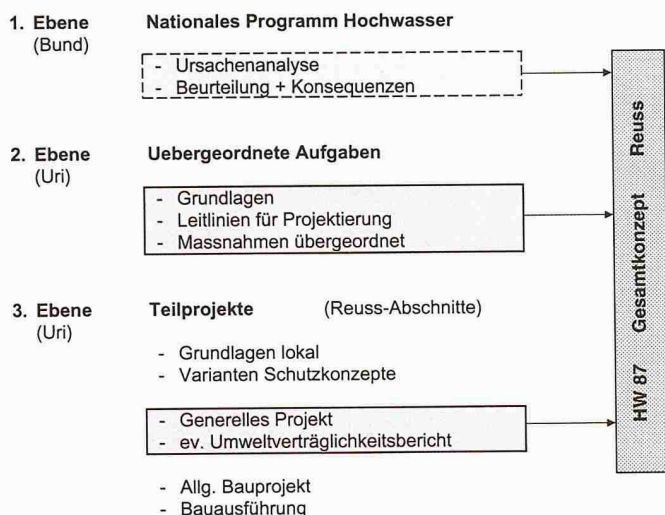 1. Ebene Nationales Programm Hochwasser
(Bund)
- Ursachenanalyse
- Beurteilung + Konsequenzen
2. Ebene Uebergeordnete Aufgaben
(Uri)
- Grundlagen
- Leitlinien für Projektierung
- Massnahmen übergeordnet
3. Ebene Teilprojekte (Reuss-Abschnitte)
(Uri)
- Grundlagen lokal
- Varianten Schutzkonzepte
- Generelles Projekt
- ev. Umweltverträglichkeitsbericht
- Allg. Bauprojekt
- Bauausführung
HW 87 Gesamtkonzept Reuss